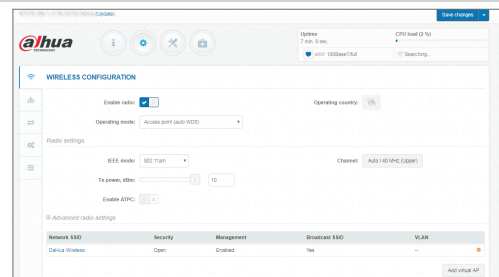 (Update)
Save changes
alhua
TECHNOLOGY
Uptime
7 min. 0 sec.
CPU load (2 %)
eth0: 100Base7/full
Searching...
WIRELESS CONFIGURATION
Enable radio:
Operating country:
Operating mode: Access point (auto WDS)
Radio settings
IEEE mode: 802.11an
Channel: Auto / 40 MHz (Upper)
Tx power, dBm: 10
Enable ATPC:
Advanced radio settings
Network SSID Security Management Broadcast SSID VLAN
DaHua Wireless Open Enabled Yes --
Add virtual AP